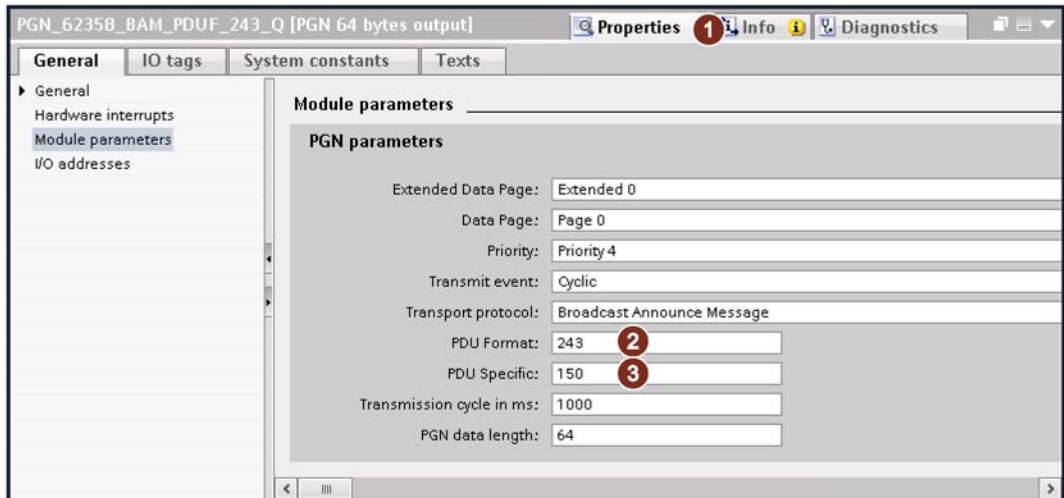 PGN_62358_BAM_PDUF_243_Q [PGN 64 bytes output]
Properties 1 Info Diagnostics
General IO tags System constants Texts
General
Hardware interrupts
Module parameters
I/O addresses
Module parameters
PGN parameters
Extended Data Page: Extended 0
Data Page: Page 0
Priority: Priority 4
Transmit event: Cyclic
Transport protocol: Broadcast Announce Message
PDU Format: 243 2
PDU Specific: 150 3
Transmission cycle in ms: 1000
PGN data length: 64